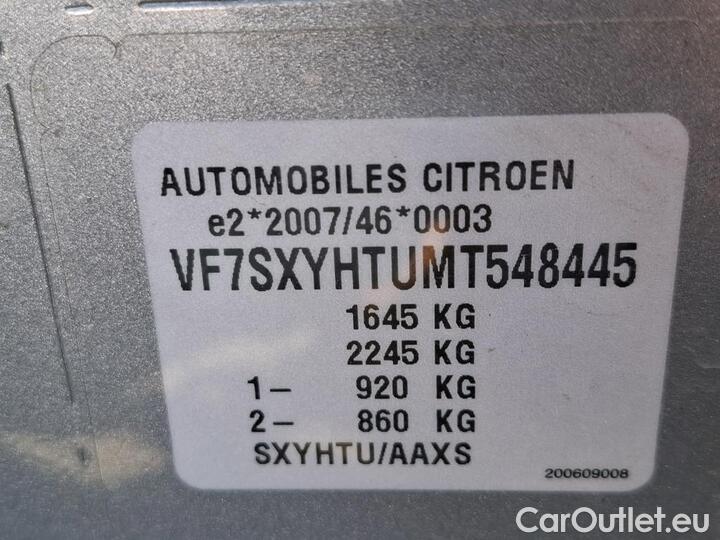 AUTOMOBILES CITROEN
e2*2007/46*0003
VF7SXYHTUMT548445
1645 KG
2245 KG
1- 920 KG
2- 860 KG
SXYHTU/AAXS
200609008
CarOutlet.eu